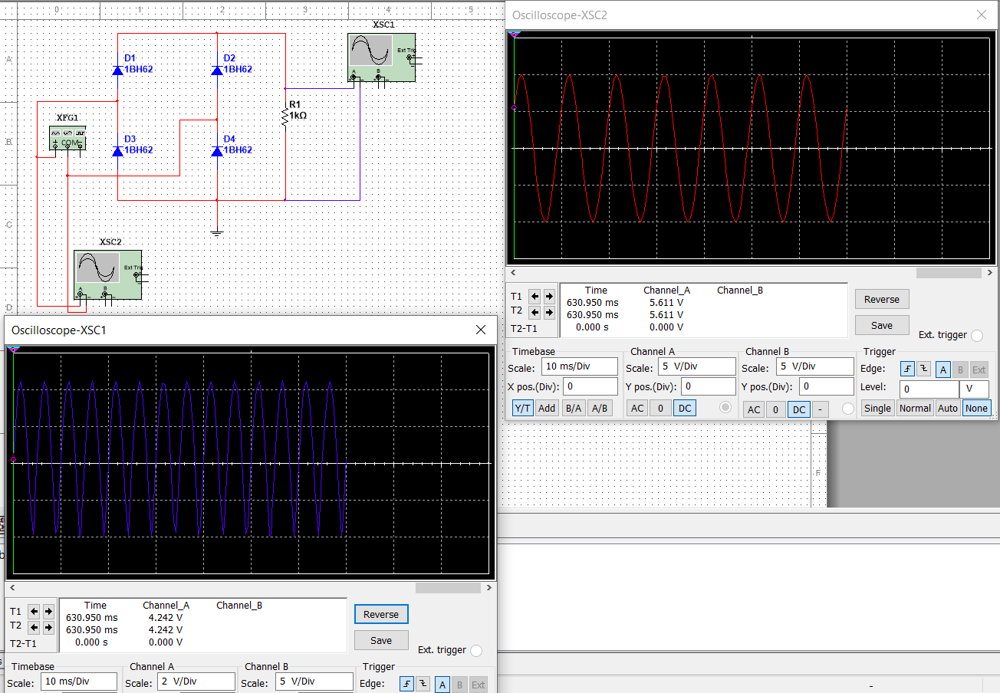 0 1 2 3 4 5
Oscilloscope-XSC2
XSC1
Ext Trig
A B
A
D1
1BH62
D2
1BH62
R1
1kΩ
XFG1
COM
B
D3
1BH62
D4
1BH62
C
XSC2
Ext Trig
A B
D
T1 Time Channel_A Channel_B
630.950 ms 5.611 V
T2 630.950 ms 5.611 V
T2-T1 0.000 s 0.000 V
Reverse
Save
Ext. trigger
Timebase Channel A Channel B Trigger
Scale: 10 ms/Div Scale: 5 V/Div Scale: 5 V/Div Edge: A B Ext
X pos.(Div): 0 Y pos.(Div): 0 Y pos.(Div): 0 Level: 0 V
Y/T Add B/A A/B AC 0 DC AC 0 DC - Single Normal Auto None
F
Oscilloscope-XSC1
T1 Time Channel_A Channel_B
630.950 ms 4.242 V
T2 630.950 ms 4.242 V
T2-T1 0.000 s 0.000 V
Reverse
Save
Ext. trigger
Timebase Channel A Channel B Trigger
Scale: 10 ms/Div Scale: 2 V/Div Scale: 5 V/Div Edge: A B Ext